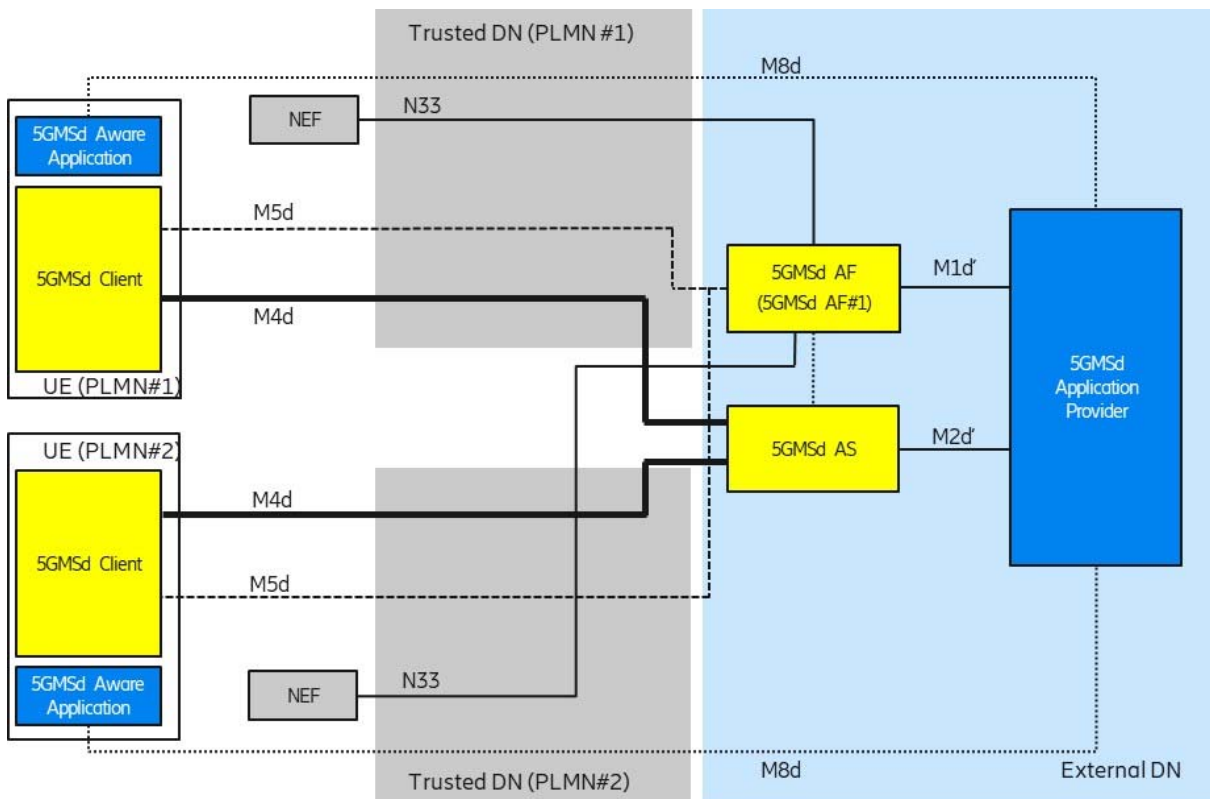 Trusted DN (PLMN #1)
M8d
NEF
N33
5GMSd Aware
Application
M5d
5GMSd Client
M4d
UE (PLMN#1)
5GMSd AF
(5GMSd AF#1)
M1d'
5GMSd
Application
Provider
5GMSd AS
M2d'
UE (PLMN#2)
M4d
5GMSd Client
M5d
5GMSd Aware
Application
NEF
N33
Trusted DN (PLMN#2)
M8d
External DN